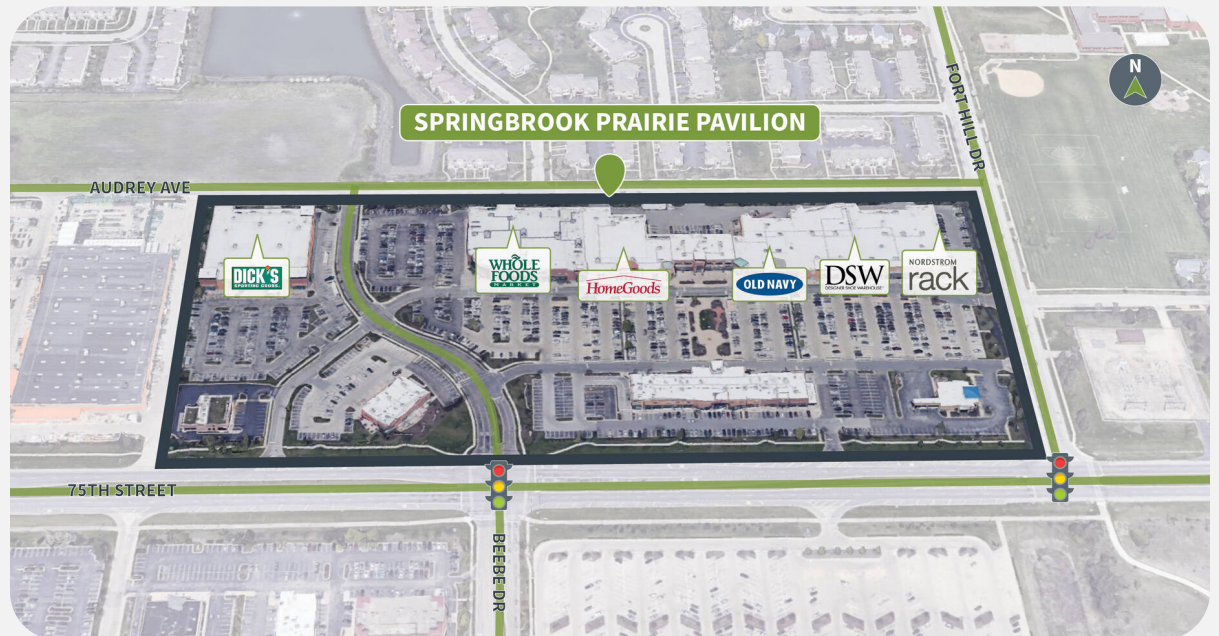 N
FORT HILL DR
SPRINGBROOK PRAIRIE PAVILION
AUDREY AVE
DICK'S
SPORTING GOODS
WHOLE
FOODS
MARKET
HomeGoods
OLD NAVY
DSW
DESIGNER SHOE WAREHOUSE
NORDSTROM
rack
75TH STREET
BEEBE DR